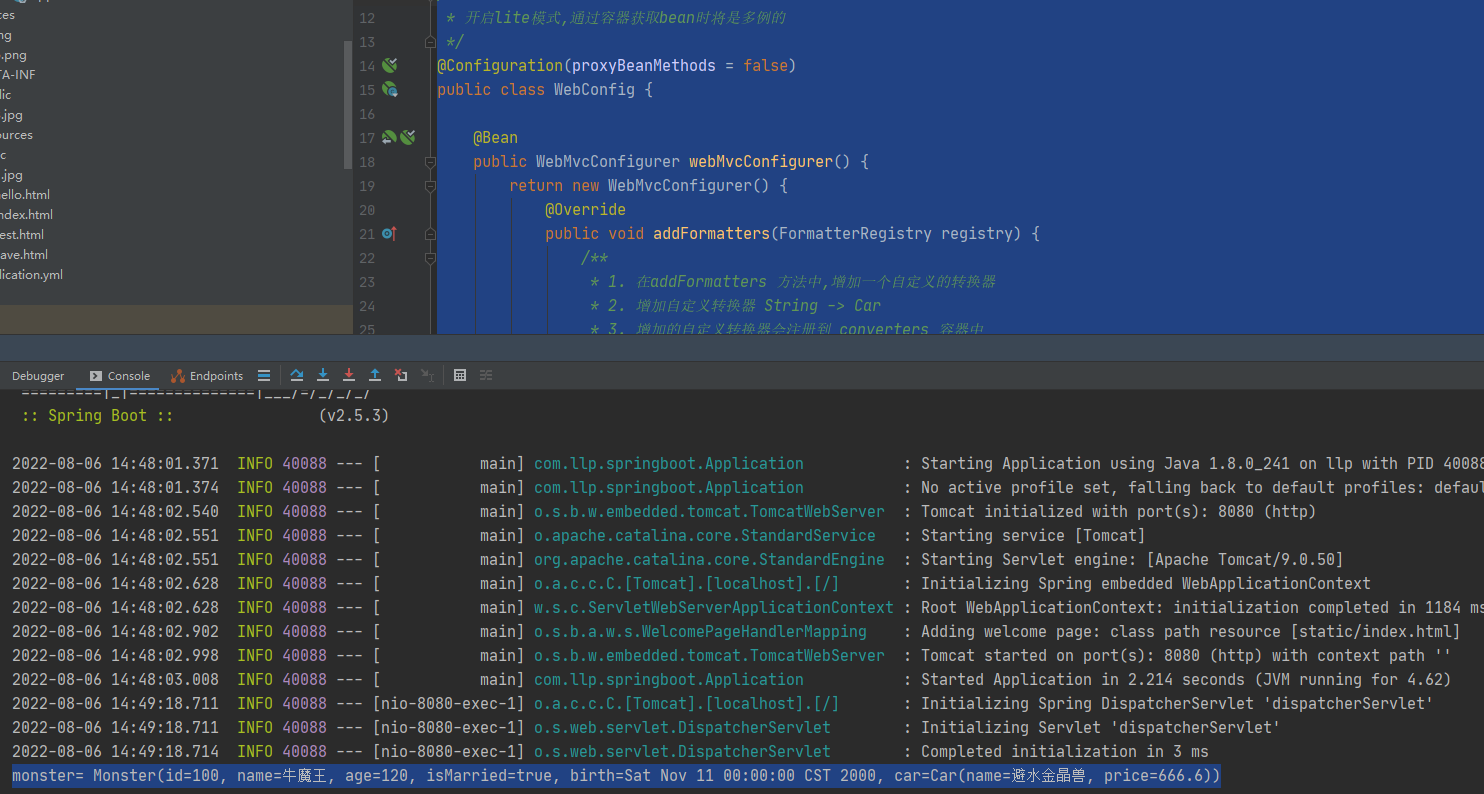 ces
ng
.png
TA-INF
lic
.jpg
ources
c
.jpg
ello.html
ndex.html
est.html
ave.html
lication.yml
12 * 开启lite模式,通过容器获取bean时将是多例的
13 */
14 @Configuration(proxyBeanMethods = false)
15 public class WebConfig {
16
17 @Bean
18 public WebMvcConfigurer webMvcConfigurer() {
19 return new WebMvcConfigurer() {
20 @Override
21 public void addFormatters(FormatterRegistry registry) {
22 /**
23 * 1. 在addFormatters 方法中,增加一个自定义的转换器
24 * 2. 增加自定义转换器 String -> Car
25 * 3. 增加的自定义转换器会注册到 converters 容器中
Debugger Console Endpoints
=========|_|==============|___/=/_/_/_/
:: Spring Boot :: (v2.5.3)
2022-08-06 14:48:01.371 INFO 40088 --- [ main] com.llp.springboot.Application : Starting Application using Java 1.8.0_241 on llp with PID 40088
2022-08-06 14:48:01.374 INFO 40088 --- [ main] com.llp.springboot.Application : No active profile set, falling back to default profiles: defau
2022-08-06 14:48:02.540 INFO 40088 --- [ main] o.s.b.w.embedded.tomcat.TomcatWebServer : Tomcat initialized with port(s): 8080 (http)
2022-08-06 14:48:02.551 INFO 40088 --- [ main] o.apache.catalina.core.StandardService : Starting service [Tomcat]
2022-08-06 14:48:02.551 INFO 40088 --- [ main] org.apache.catalina.core.StandardEngine : Starting Servlet engine: [Apache Tomcat/9.0.50]
2022-08-06 14:48:02.628 INFO 40088 --- [ main] o.a.c.c.C.[Tomcat].[localhost].[/] : Initializing Spring embedded WebApplicationContext
2022-08-06 14:48:02.628 INFO 40088 --- [ main] w.s.c.ServletWebServerApplicationContext : Root WebApplicationContext: initialization completed in 1184 ms
2022-08-06 14:48:02.902 INFO 40088 --- [ main] o.s.b.a.w.s.WelcomePageHandlerMapping : Adding welcome page: class path resource [static/index.html]
2022-08-06 14:48:02.998 INFO 40088 --- [ main] o.s.b.w.embedded.tomcat.TomcatWebServer : Tomcat started on port(s): 8080 (http) with context path ''
2022-08-06 14:48:03.008 INFO 40088 --- [ main] com.llp.springboot.Application : Started Application in 2.214 seconds (JVM running for 4.62)
2022-08-06 14:49:18.711 INFO 40088 --- [nio-8080-exec-1] o.a.c.c.C.[Tomcat].[localhost].[/] : Initializing Spring DispatcherServlet 'dispatcherServlet'
2022-08-06 14:49:18.711 INFO 40088 --- [nio-8080-exec-1] o.s.web.servlet.DispatcherServlet : Initializing Servlet 'dispatcherServlet'
2022-08-06 14:49:18.714 INFO 40088 --- [nio-8080-exec-1] o.s.web.servlet.DispatcherServlet : Completed initialization in 3 ms
monster= Monster(id=100, name=牛魔王, age=120, isMarried=true, birth=Sat Nov 11 00:00:00 CST 2000, car=Car(name=避水金晶兽, price=666.6))